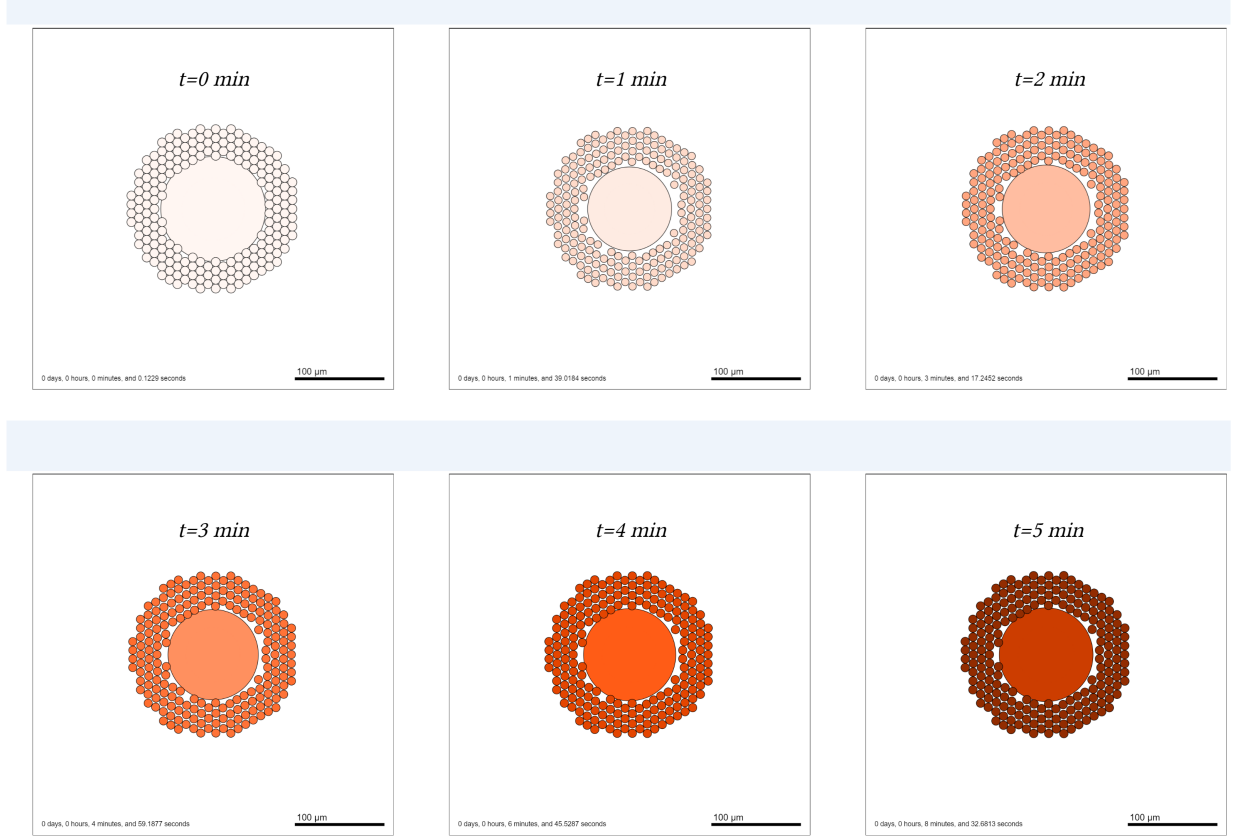 t=0 min
t=1 min
t=2 min
100 μm
100 μm
100 μm
0 days, 0 hours, 0 minutes, and 0.1229 seconds
0 days, 0 hours, 1 minutes, and 39.0184 seconds
0 days, 0 hours, 3 minutes, and 17.2452 seconds
t=3 min
t=4 min
t=5 min
100 μm
100 μm
100 μm
0 days, 0 hours, 4 minutes, and 59.1877 seconds
0 days, 0 hours, 6 minutes, and 45.5287 seconds
0 days, 0 hours, 8 minutes, and 32.6813 seconds